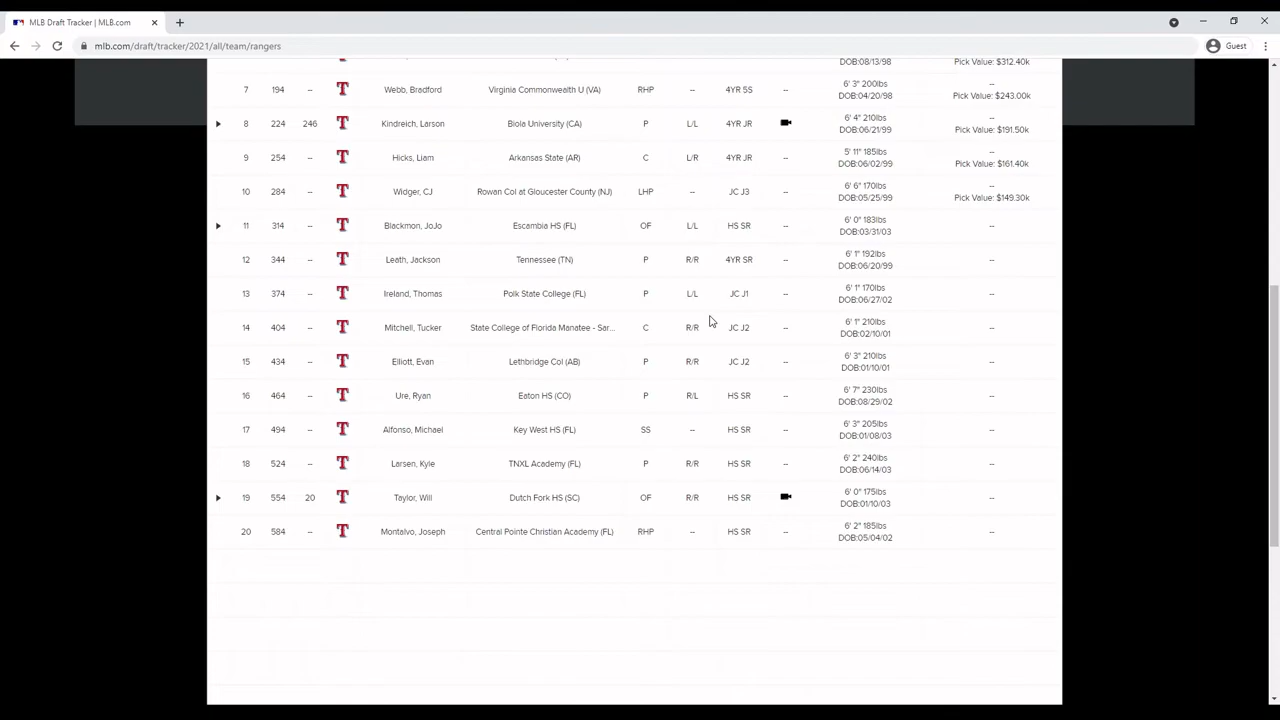 MLB Draft Tracker | MLB.com
mlb.com/draft/tracker/2021/all/team/rangers
Guest
DOB:08/13/98 Pick Value: $312.40k
7 194 Webb, Bradford Virginia Commonwealth U (VA) RHP -- 4YR 5S -- 6' 3" 200lbs --
DOB:04/20/98 Pick Value: $243.00k
8 224 246 T Kindreich, Larson Biola University (CA) P L/L 4YR JR 6' 4" 210lbs --
DOB:06/21/99 Pick Value: $191.50k
9 254 -- T Hicks, Liam Arkansas State (AR) C L/R 4YR JR -- 5' 11" 185lbs --
DOB:06/02/99 Pick Value: $161.40k
10 284 -- T Widger, CJ Rowan Col at Gloucester County (NJ) LHP -- JC J3 -- 6' 6" 170lbs --
DOB:05/25/99 Pick Value: $149.30k
11 314 -- T Blackmon, JoJo Escambia HS (FL) OF L/L HS SR -- 6' 0" 183lbs --
DOB:03/31/03
12 344 -- T Leath, Jackson Tennessee (TN) P R/R 4YR SR -- 6' 1" 192lbs --
DOB:06/20/99
13 374 -- T Ireland, Thomas Polk State College (FL) P L/L JC J1 -- 6' 1" 170lbs --
DOB:06/27/02
14 404 -- T Mitchell, Tucker State College of Florida Manatee - Sar... C R/R JC J2 -- 6' 1" 210lbs --
DOB:02/10/01
15 434 -- T Elliott, Evan Lethbridge Col (AB) P R/R JC J2 -- 6' 3" 210lbs --
DOB:01/10/01
16 464 -- T Ure, Ryan Eaton HS (CO) P R/L HS SR -- 6' 7" 230lbs --
DOB:08/29/02
17 494 -- T Alfonso, Michael Key West HS (FL) SS -- HS SR -- 6' 3" 205lbs --
DOB:01/08/03
18 524 -- T Larsen, Kyle TNXL Academy (FL) P R/R HS SR -- 6' 2" 240lbs --
DOB:06/14/03
19 554 20 T Taylor, Will Dutch Fork HS (SC) OF R/R HS SR 6' 0" 175lbs --
DOB:01/10/03
20 584 -- T Montalvo, Joseph Central Pointe Christian Academy (FL) RHP -- HS SR -- 6' 2" 185lbs --
DOB:05/04/02